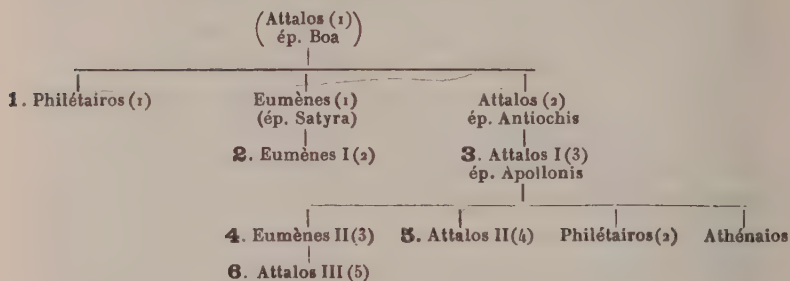 (Attalos (1)
ép. Boa)
1. Philétairos (1) Eumènes (1) Attalos (2)
(ép. Satyra) ép. Antiochis
2. Eumènes I (2) 3. Attalos I (3)
ép. Apollonis
4. Eumènes II (3) 5. Attalos II (4) Philétairos (2) Athénaios
6. Attalos III (5)